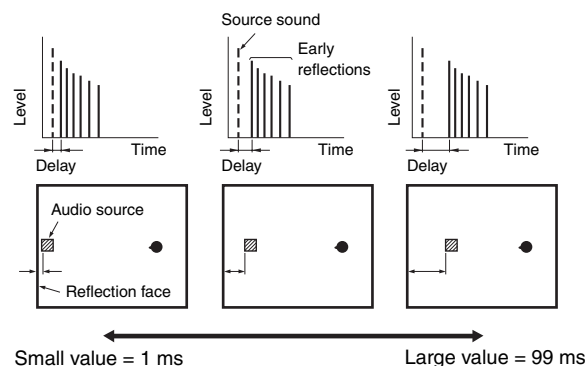 Source sound
Early
reflections
Level
Time
Delay
Level
Time
Delay
Level
Time
Delay
Audio source
Reflection face
Small value = 1 ms
Large value = 99 ms